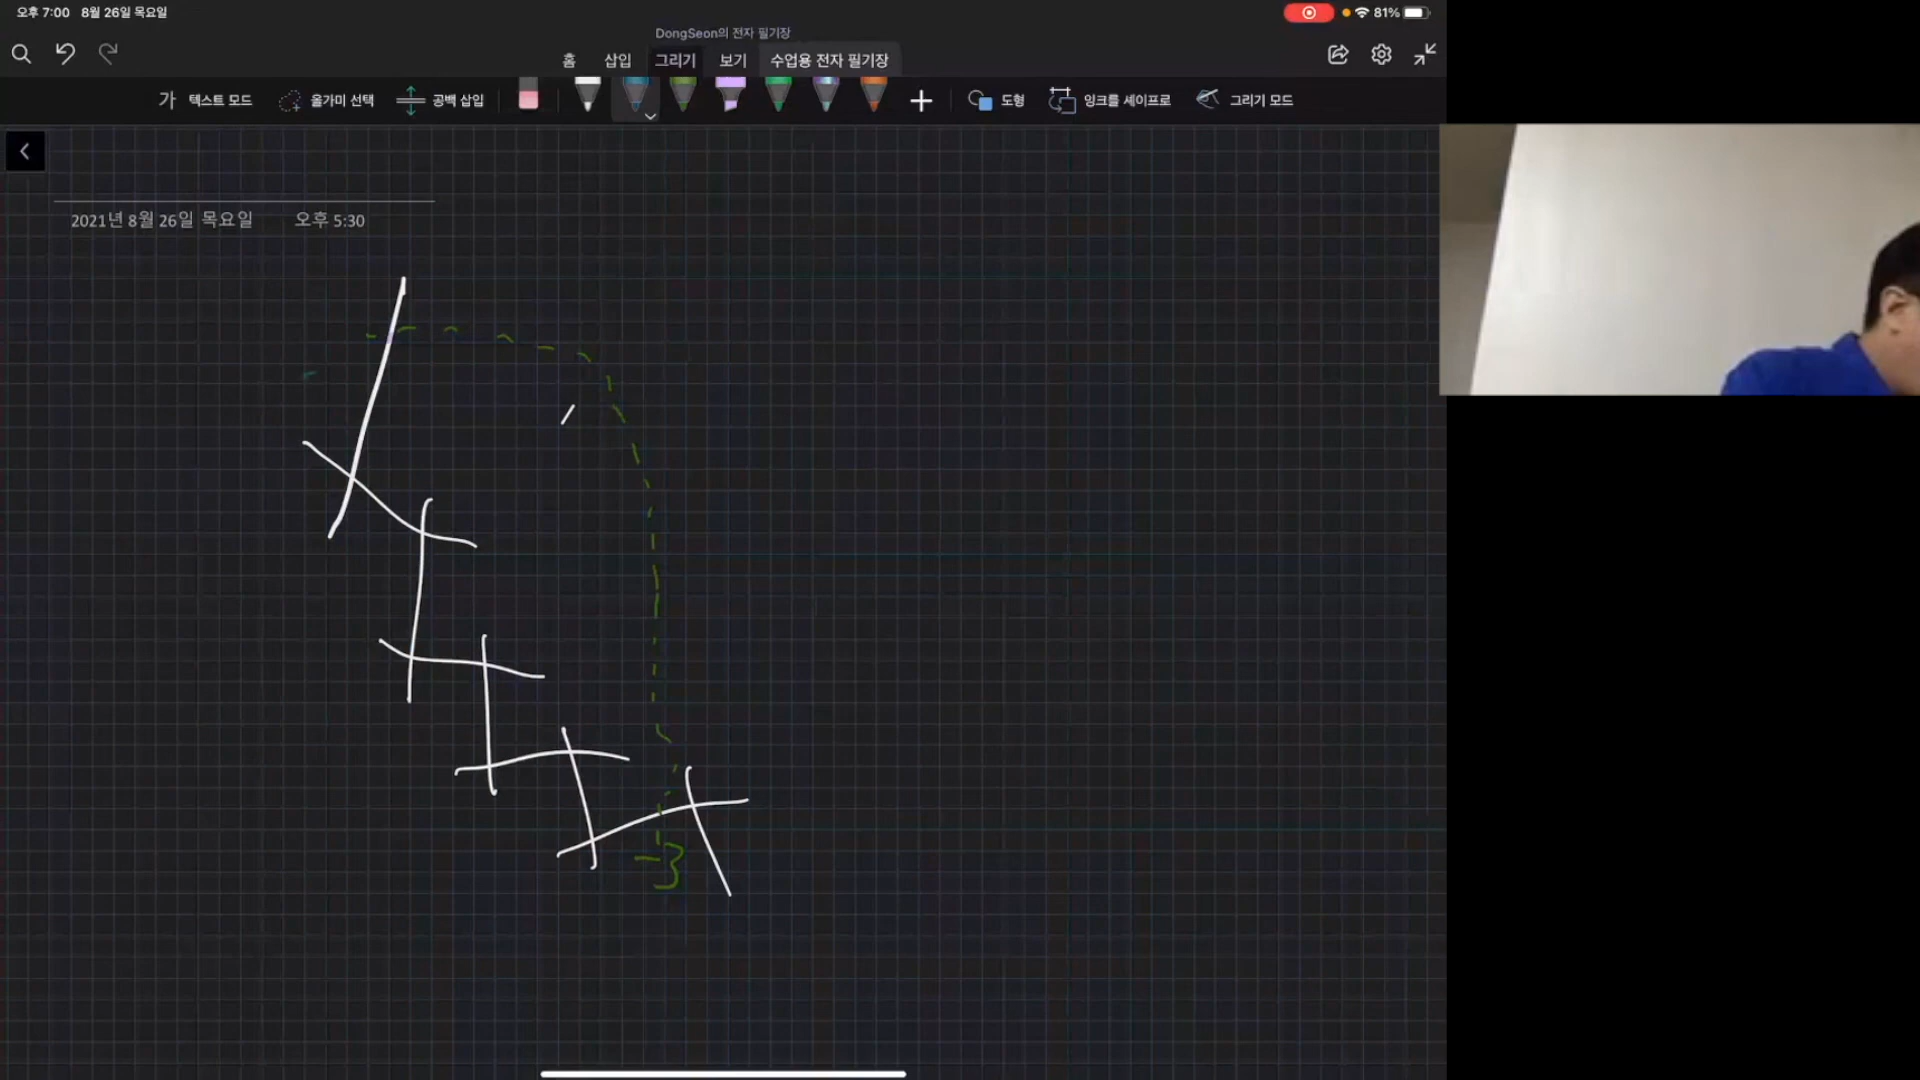 오후 7:00 8월 26일 목요일
81%
DongSeon의 전자 필기장
홈 삽입 그리기 보기 수업용 전자 필기장
가 텍스트 모드 올가미 선택 공백 삽입 도형 잉크를 셰이프로 그리기 모드
2021년 8월 26일 목요일 오후 5:30
-3